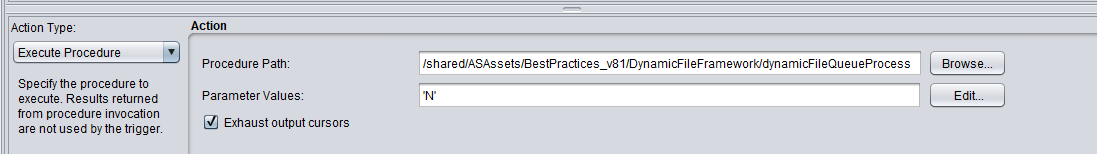 Action Type:
Action
Execute Procedure
Procedure Path:
/shared/ASAssets/BestPractices_v81/DynamicFileFramework/dynamicFileQueueProcess
Browse...
Specify the procedure to
execute. Results returned
from procedure invocation
are not used by the trigger.
Parameter Values:
'N'
Edit...
Exhaust output cursors